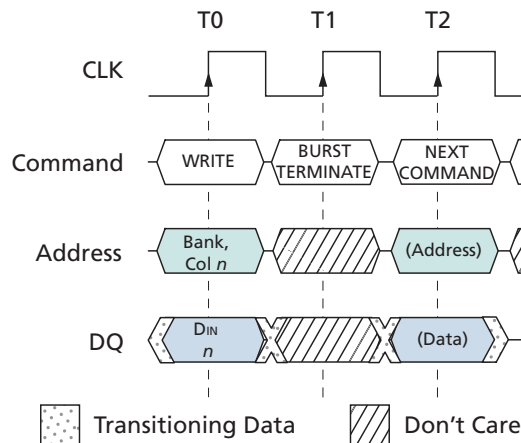 T0 T1 T2
CLK
Command WRITE BURST TERMINATE NEXT COMMAND
Address Bank, Col n (Address)
DQ DIN n (Data)
Transitioning Data Don't Care